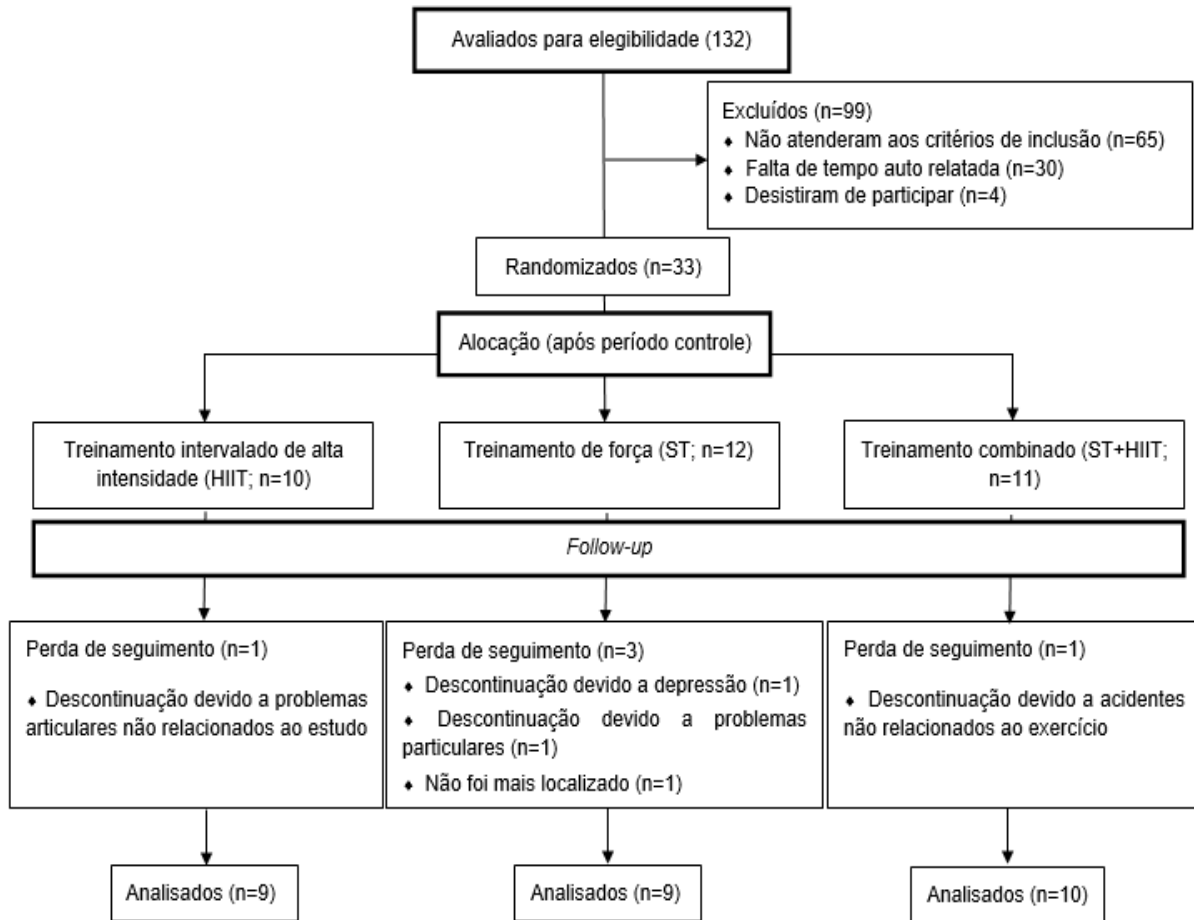 Avaliados para elegibilidade (132)
Excluídos (n=99)
♦ Não atenderam aos critérios de inclusão (n=65)
♦ Falta de tempo auto relatada (n=30)
♦ Desistiram de participar (n=4)
Randomizados (n=33)
Alocação (após período controle)
Treinamento intervalado de alta
intensidade (HIIT; n=10)
Treinamento de força (ST; n=12)
Treinamento combinado (ST+HIIT;
n=11)
Follow-up
Perda de seguimento (n=1)
♦ Descontinuação devido a problemas
articulares não relacionados ao estudo
Perda de seguimento (n=3)
♦ Descontinuação devido a depressão (n=1)
♦ Descontinuação devido a problemas
particulares (n=1)
♦ Não foi mais localizado (n=1)
Perda de seguimento (n=1)
♦ Descontinuação devido a acidentes
não relacionados ao exercício
Analisados (n=9)
Analisados (n=9)
Analisados (n=10)